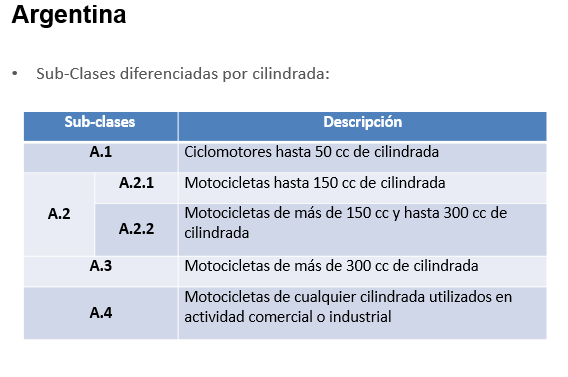 Argentina
• Sub-Clases diferenciadas por cilindrada:
Sub-clases Descripción
A.1 Ciclomotores hasta 50 cc de cilindrada
A.2 A.2.1 Motocicletas hasta 150 cc de cilindrada
A.2.2 Motocicletas de más de 150 cc y hasta 300 cc de
cilindrada
A.3 Motocicletas de más de 300 cc de cilindrada
A.4 Motocicletas de cualquier cilindrada utilizados en
actividad comercial o industrial